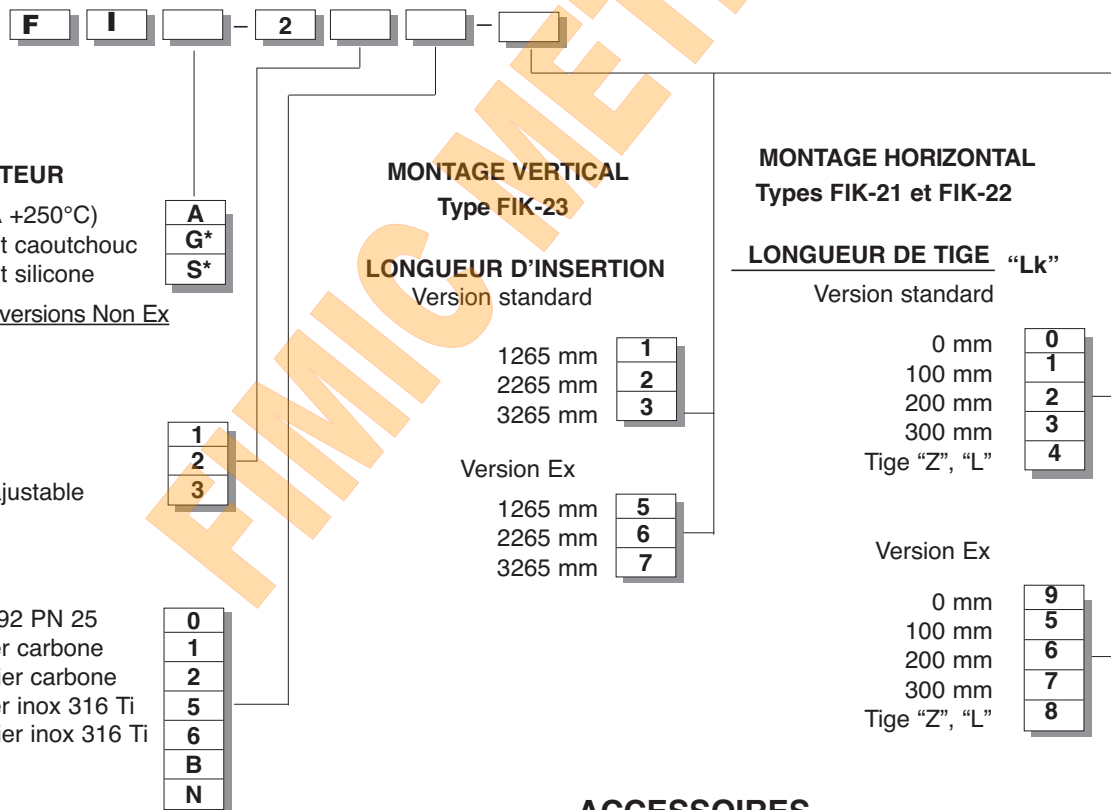 F I - 2 -
TEUR
+250°C)
t caoutchouc
t silicone
versions Non Ex
A
G*
S*
1
2
3
justable
92 PN 25
er carbone
ier carbone
er inox 316 Ti
ier inox 316 Ti
0
1
2
5
6
B
N
MONTAGE VERTICAL
Type FIK-23
LONGUEUR D'INSERTION
Version standard
1265 mm 1
2265 mm 2
3265 mm 3
Version Ex
1265 mm 5
2265 mm 6
3265 mm 7
MONTAGE HORIZONTAL
Types FIK-21 et FIK-22
LONGUEUR DE TIGE “Lk”
Version standard
0 mm 0
100 mm 1
200 mm 2
300 mm 3
Tige “Z”, “L” 4
Version Ex
0 mm 9
100 mm 5
200 mm 6
300 mm 7
Tige “Z”, “L” 8
ACCESSOIRES
FIMIC MET